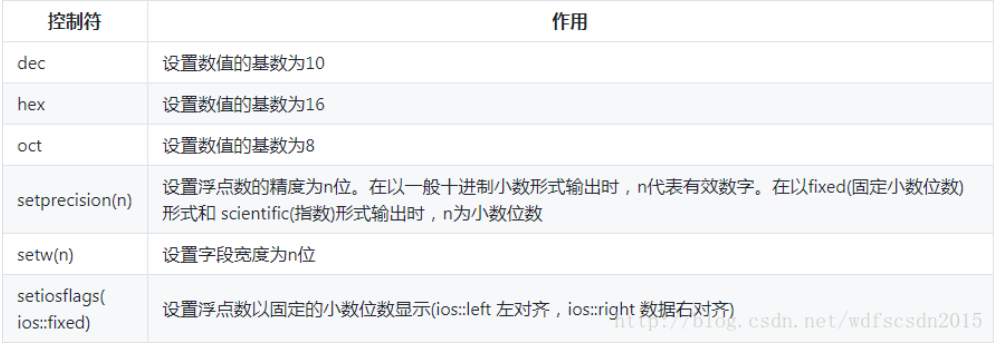 控制符 作用
dec 设置数值的基数为10
hex 设置数值的基数为16
oct 设置数值的基数为8
setprecision(n) 设置浮点数的精度为n位。在以一般十进制小数形式输出时，n代表有效数字。在以fixed(固定小数位数)
形式和 scientific(指数)形式输出时，n为小数位数
setw(n) 设置字段宽度为n位
setiosflags(
ios::fixed) 设置浮点数以固定的小数位数显示(ios::left 左对齐，ios::right 数据右对齐)
http://blog.csdn.net/wdfscsdn2015